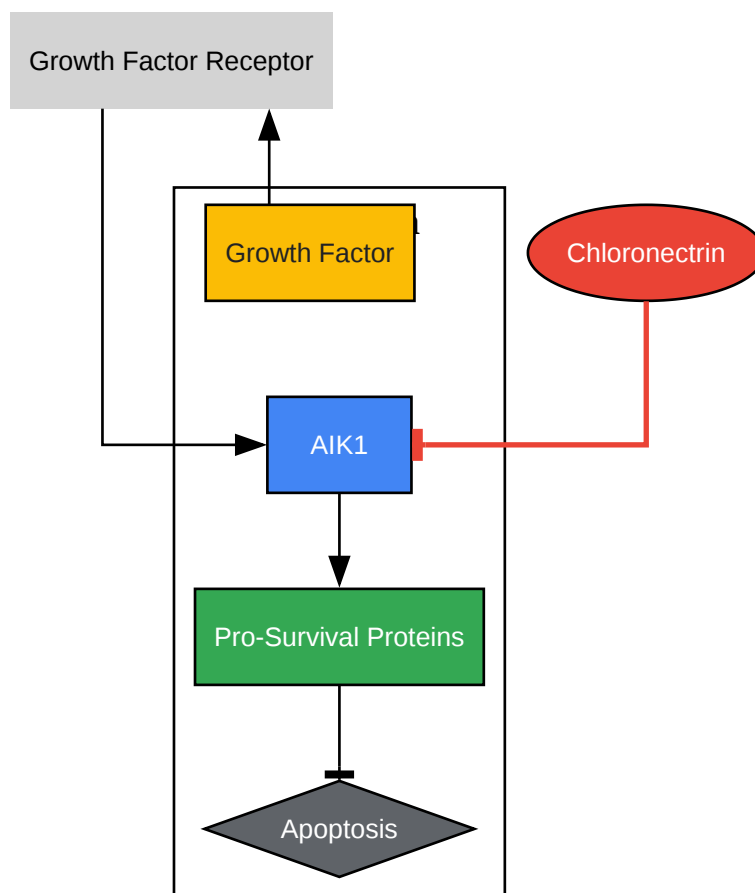 Growth Factor Receptor
Growth Factor
Chloronectrin
AIK1
Pro-Survival Proteins
Apoptosis